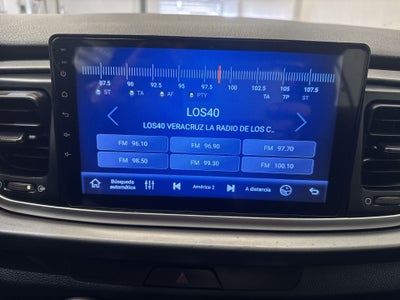 87.5 90 92.5 95 97.5 100 102.5 105 107.5
ST TA AF PTY TA TP ST
LOS40
LOS40 VERACRUZ LA RADIO DE LOS C..
FM 96.10 FM 96.90 FM 97.70
FM 98.50 FM 99.30 FM 100.10
Búsqueda automática América 2 A distancia